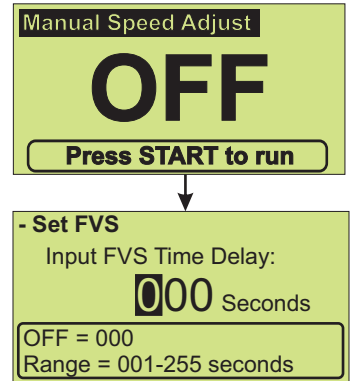 Manual Speed Adjust
OFF
Press START to run
- Set FVS
Input FVS Time Delay:
000 Seconds
OFF = 000
Range = 001-255 seconds